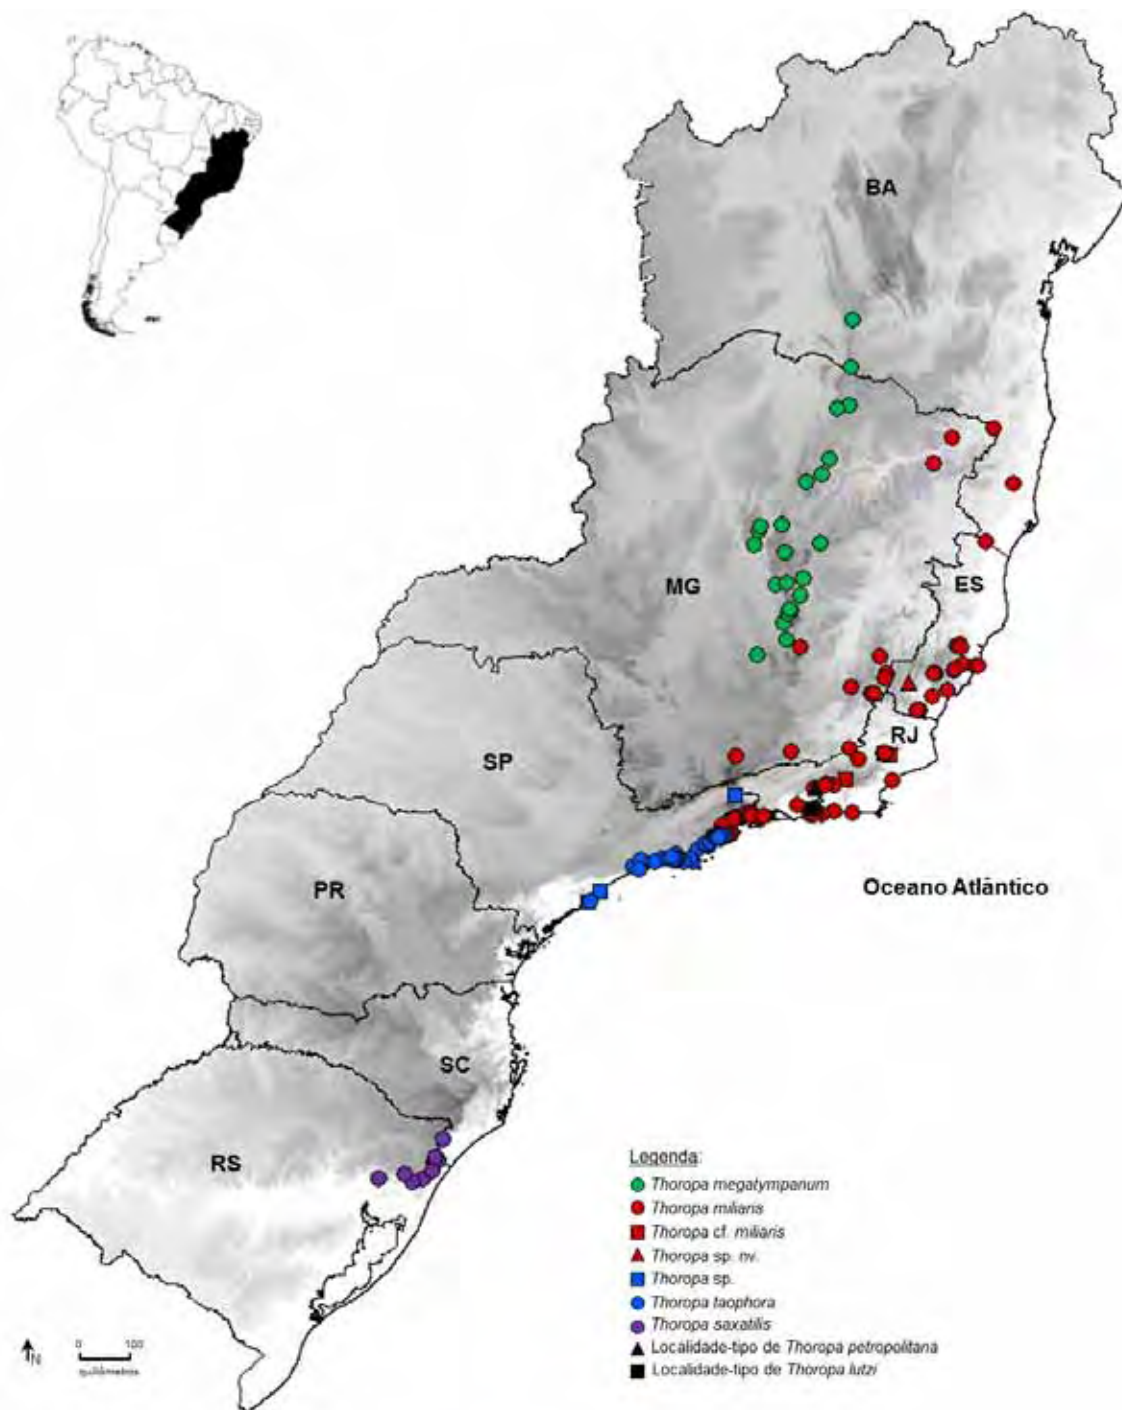 BA
MG
ES
RJ
SP
PR
Oceano Atlântico
SC
RS
Legenda:
Thoropa megatympanum
Thoropa miliaris
Thoropa cf. miliaris
Thoropa sp. nv.
Thoropa sp.
Thoropa taophora
Thoropa saxatilis
Localidade-tipo de Thoropa petropolitana
Localidade-tipo de Thoropa lutzi
N
0 100
quilômetros